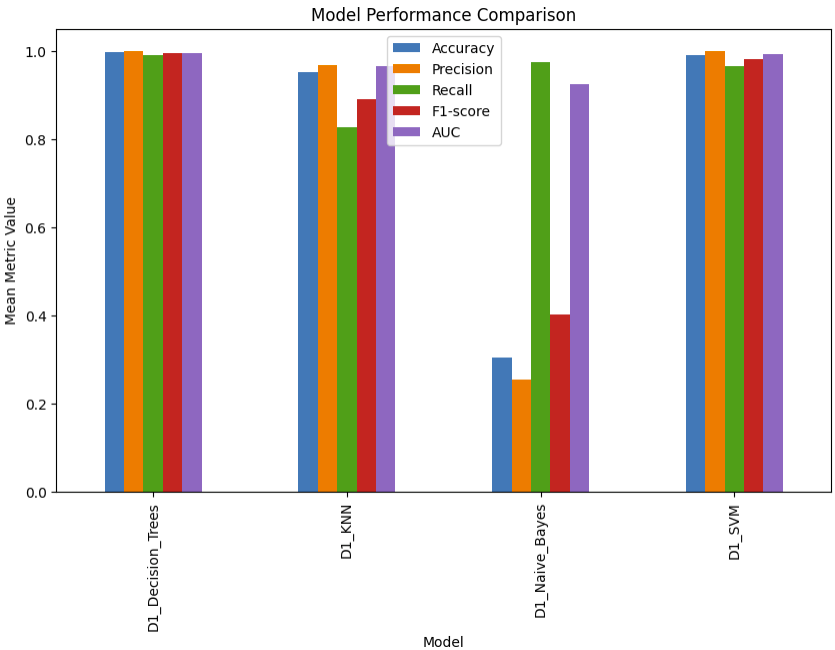 Model Performance Comparison
Mean Metric Value
1.0
0.8
0.6
0.4
0.2
0.0
Accuracy
Precision
Recall
F1-score
AUC
D1_Decision_Trees
D1_KNN
D1_Naive_Bayes
D1_SVM
Model